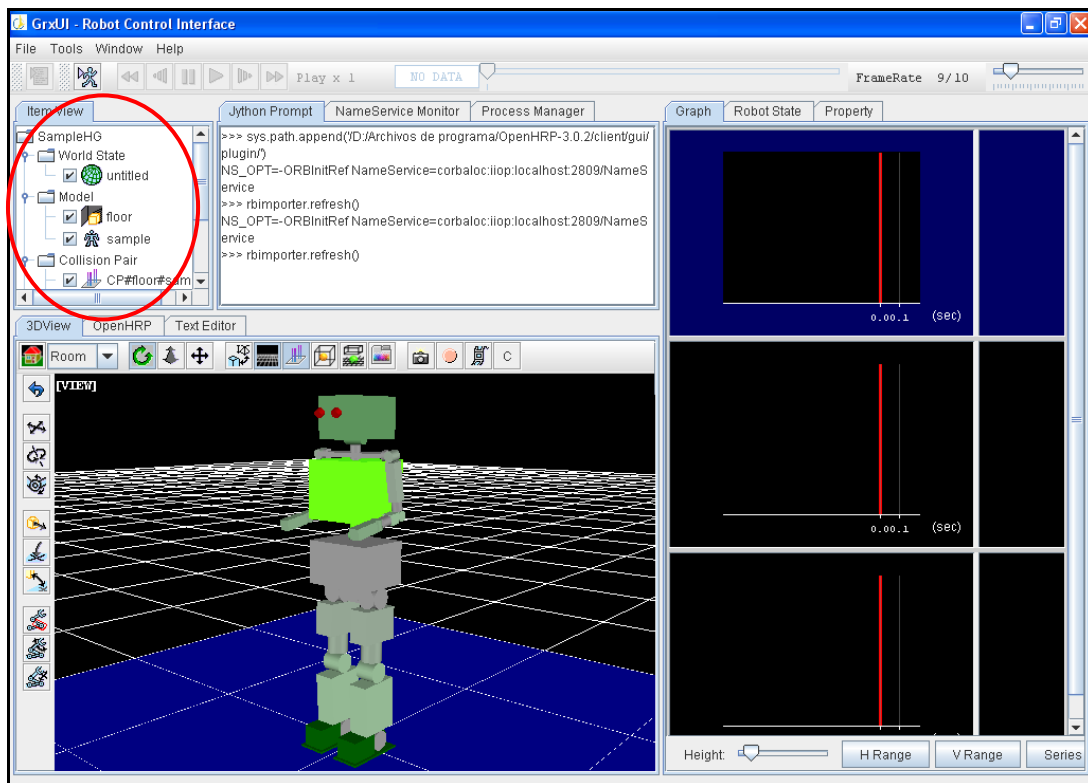 GrxUI - Robot Control Interface
File Tools Window Help
Play x 1 NO DATA FrameRate 9/10
Item View
SampleHG
World State
untitled
Model
floor
sample
Collision Pair
CP#floor#sam
Jython Prompt NameService Monitor Process Manager
>>> sys.path.append('/D:/Archivos de programa/OpenHRP-3.0.2/client/gui/
plugin/')
NS_OPT=-ORBInitRef NameService=corbaloc:iiop:localhost:2809/NameS
ervice
>>> rbimporter.refresh()
NS_OPT=-ORBInitRef NameService=corbaloc:iiop:localhost:2809/NameS
ervice
>>> rbimporter.refresh()
Graph Robot State Property
0.00.1 (sec)
0.00.1 (sec)
Height: H Range V Range Series
3DView OpenHRP Text Editor
Room C
[VIEW]